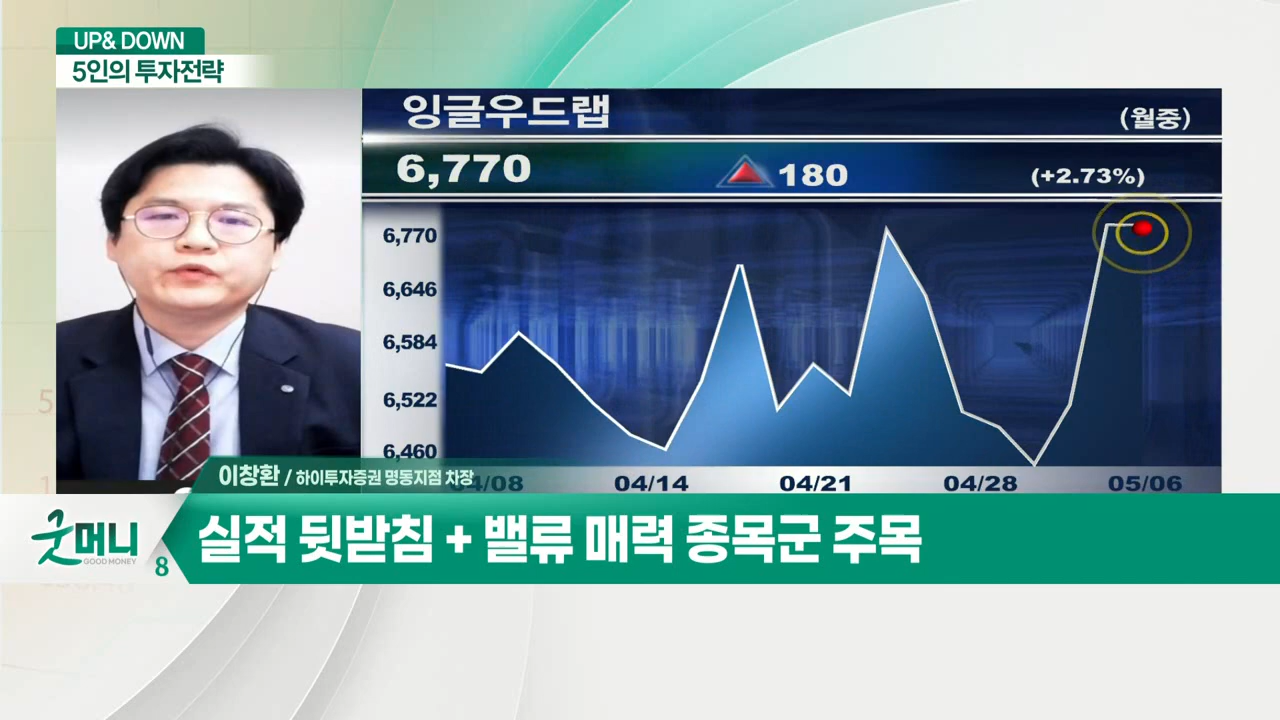 UP& DOWN
5인의 투자전략
잉글우드랩
(월중)
6,770
180
(+2.73%)
6,770
6,646
6,584
6,522
6,460
04/08
04/14
04/21
04/28
05/06
이창환 / 하이투자증권 명동지점 차장
굿머니
GOOD MONEY
8
실적 뒷받침 + 밸류 매력 종목군 주목